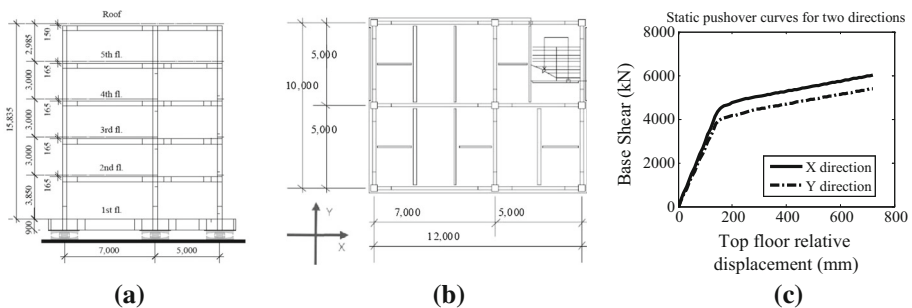 Roof
5th fl.
4th fl.
3rd fl.
2nd fl.
1st fl.
15,835
2,985
3,000
3,000
3,000
3,850
900
150
165
165
165
165
7,000
5,000
(a)
10,000
5,000
5,000
Y
X
7,000
5,000
12,000
(b)
Static pushover curves for two directions
Base Shear (kN)
8000
6000
4000
2000
0
X direction
Y direction
0 200 400 600 800
Top floor relative
displacement (mm)
(c)